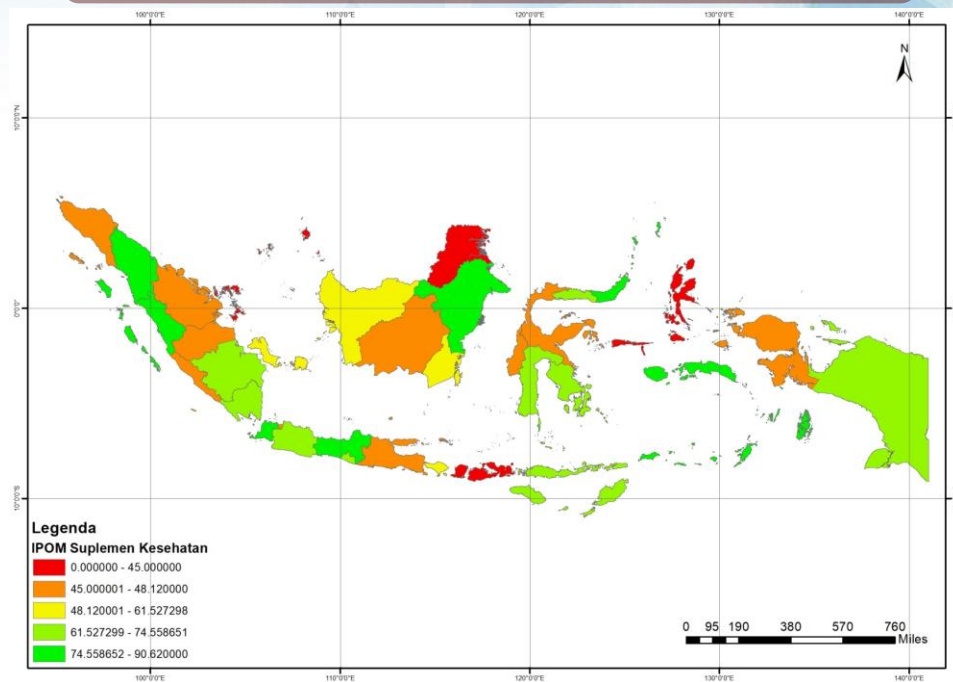 100°0'0"E 110°0'0"E 120°0'0"E 130°0'0"E 140°0'0"E
N
10°0'0"N
0°0'0"
10°0'0"S
Legenda
IPOM Suplemen Kesehatan
0.000000 - 45.000000
45.000001 - 48.120000
48.120001 - 61.527298
61.527299 - 74.558651
74.558652 - 90.620000
0 95 190 380 570 760
Miles
100°0'0"E 110°0'0"E 120°0'0"E 130°0'0"E 140°0'0"E